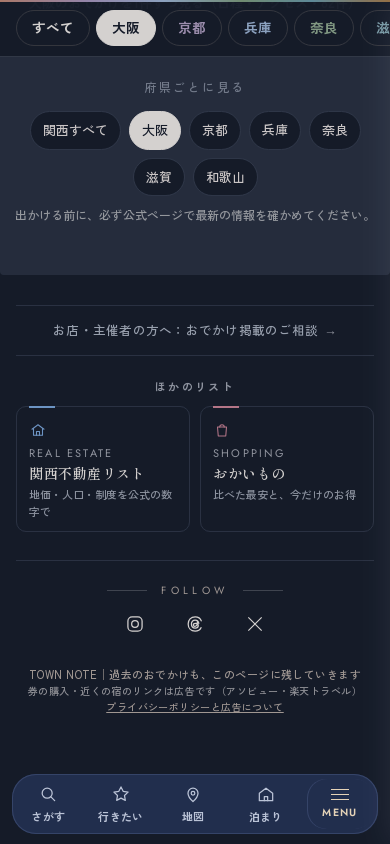 すべて 大阪 京都 兵庫 奈良
府県ごとに見る
関西すべて 大阪 京都 兵庫 奈良
滋賀 和歌山
出かける前に、必ず公式ページで最新の情報を確かめてください。
お店・主催者の方へ：おでかけ掲載のご相談 →
ほかのリスト
REAL ESTATE
関西不動産リスト
地価・人口・制度を公式の数
字で
SHOPPING
おかいもの
比べた最安と、今だけのお得
FOLLOW
TOWN NOTE｜過去のおでかけも、このページに残していきます
券の購入・近くの宿のリンクは広告です（アソビュー・楽天トラベル）
プライバシーポリシーと広告について
さがす 行きたい 地図 泊まり MENU